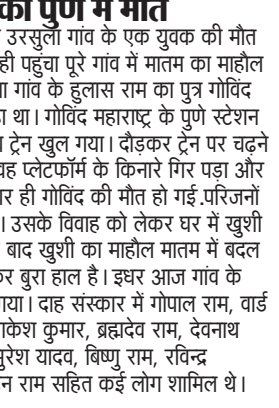 को पुणे में मौत
उरसुला गांव के एक युवक की मौत
ही पहुंचा पूरे गांव में मातम का माहौल
गांव के हुलास राम का पुत्र गोविंद
था। गोविंद महाराष्ट्र के पुणे स्टेशन
ट्रेन खुल गया। दौड़कर ट्रेन पर चढ़ने
वह प्लेटफॉर्म के किनारे गिर पड़ा और
ही गोविंद की मौत हो गई.परिजनों
। उसके विवाह को लेकर घर में खुशी
बाद खुशी का माहौल मातम में बदल
बुरा हाल है। इधर आज गांव के
गया। दाह संस्कार में गोपाल राम, वार्ड
कुमार, ब्रह्मदेव राम, देवनाथ
यादव, बिष्णु राम, रविन्द्र
राम सहित कई लोग शामिल थे।